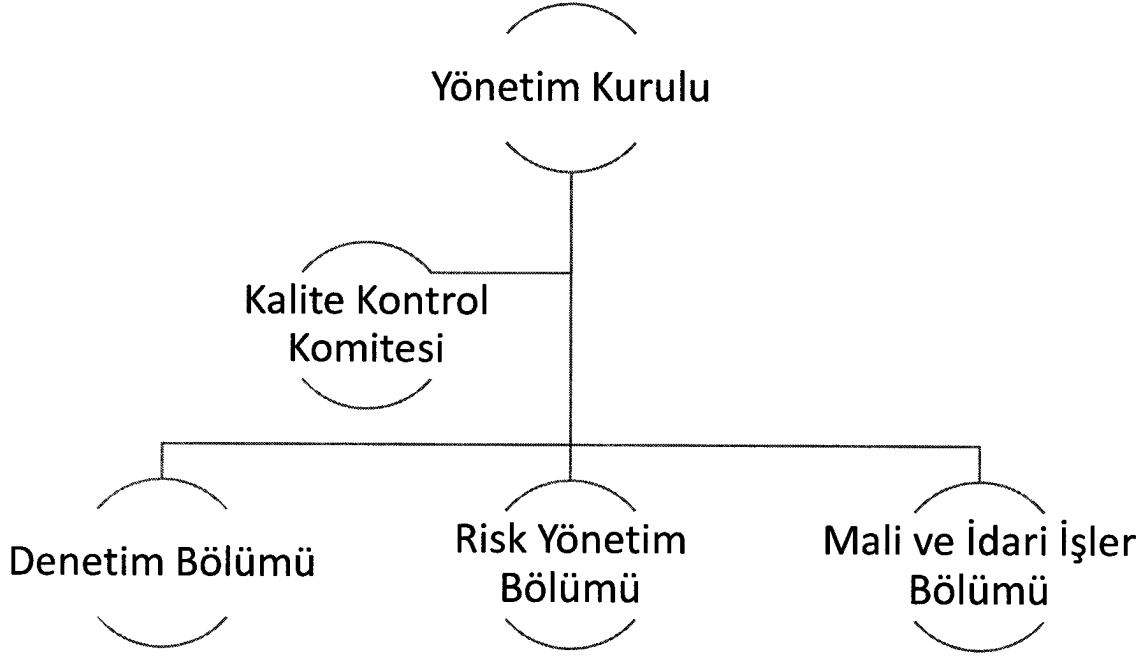 Yönetim Kurulu
Kalite Kontrol
Komitesi
Denetim Bölümü
Risk Yönetim
Bölümü
Mali ve İdari İşler
Bölümü